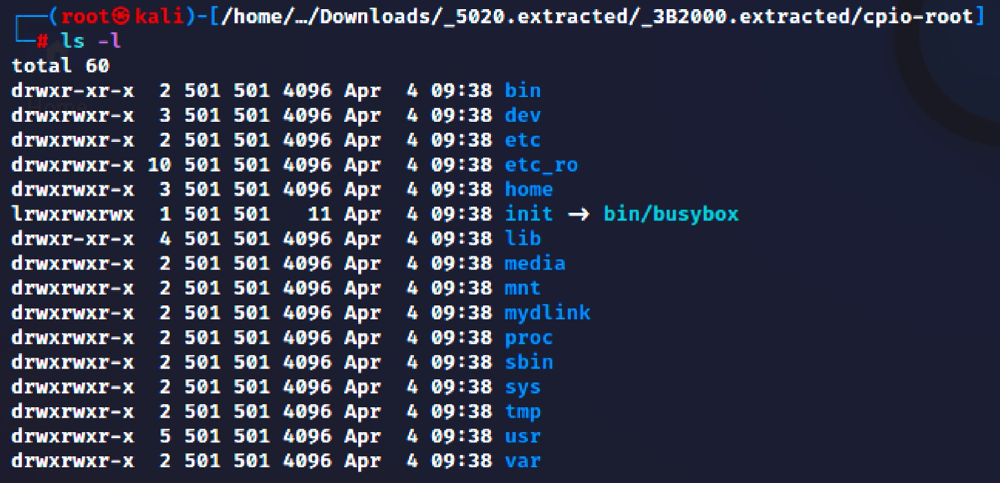 ┌──(root㉿kali)-[/home/…/Downloads/_5020.extracted/_3B2000.extracted/cpio-root]
└─# ls -l
total 60
drwxr-xr-x  2 501 501 4096 Apr  4 09:38 bin
drwxrwxr-x  3 501 501 4096 Apr  4 09:38 dev
drwxrwxr-x  2 501 501 4096 Apr  4 09:38 etc
drwxrwxr-x 10 501 501 4096 Apr  4 09:38 etc_ro
drwxrwxr-x  3 501 501 4096 Apr  4 09:38 home
lrwxrwxrwx  1 501 501   11 Apr  4 09:38 init → bin/busybox
drwxr-xr-x  4 501 501 4096 Apr  4 09:38 lib
drwxrwxr-x  2 501 501 4096 Apr  4 09:38 media
drwxrwxr-x  2 501 501 4096 Apr  4 09:38 mnt
drwxrwxr-x  2 501 501 4096 Apr  4 09:38 mydlink
drwxrwxr-x  2 501 501 4096 Apr  4 09:38 proc
drwxrwxr-x  2 501 501 4096 Apr  4 09:38 sbin
drwxrwxr-x  2 501 501 4096 Apr  4 09:38 sys
drwxrwxr-x  2 501 501 4096 Apr  4 09:38 tmp
drwxrwxr-x  5 501 501 4096 Apr  4 09:38 usr
drwxrwxr-x  2 501 501 4096 Apr  4 09:38 var
Home